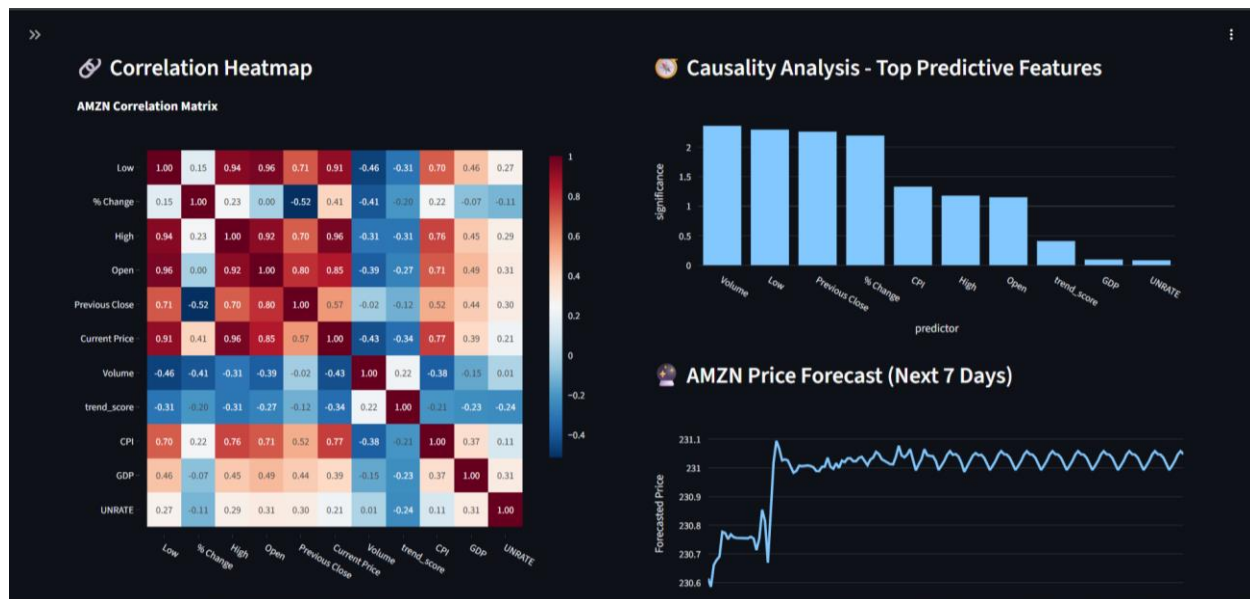 Correlation Heatmap
AMZN Correlation Matrix
Low 1.00 0.15 0.94 0.96 0.71 0.91 -0.46 -0.31 0.70 0.46 0.27
% Change 0.15 1.00 0.23 0.00 -0.52 0.41 -0.41 -0.20 0.22 -0.07 -0.11
High 0.94 0.23 1.00 0.92 0.70 0.96 -0.31 -0.31 0.76 0.45 0.29
Open 0.96 0.00 0.92 1.00 0.80 0.85 -0.39 -0.27 0.71 0.49 0.31
Previous Close 0.71 -0.52 0.70 0.80 1.00 0.57 -0.02 -0.12 0.52 0.44 0.30
Current Price 0.91 0.41 0.96 0.85 0.57 1.00 -0.43 -0.34 0.77 0.39 0.21
Volume -0.46 -0.41 -0.31 -0.39 -0.02 -0.43 1.00 0.22 -0.38 -0.15 0.01
trend_score -0.31 -0.20 -0.31 -0.27 -0.12 -0.34 0.22 1.00 -0.21 -0.23 -0.24
CPI 0.70 0.22 0.76 0.71 0.52 0.77 -0.38 -0.21 1.00 0.37 0.11
GDP 0.46 -0.07 0.45 0.49 0.44 0.39 -0.15 -0.23 0.37 1.00 0.31
UNRATE 0.27 -0.11 0.29 0.31 0.30 0.21 0.01 -0.24 0.11 0.31 1.00
Low % Change High Open Previous Close Current Price Volume trend_score CPI GDP UNRATE
1
0.8
0.6
0.4
0.2
0
−0.2
−0.4
Causality Analysis - Top Predictive Features
significance
2
1.5
1
0.5
0
Volume Low Previous Close % Change CPI High Open trend_score GDP UNRATE
predictor
AMZN Price Forecast (Next 7 Days)
Forecasted Price
231.1
231
230.9
230.8
230.7
230.6